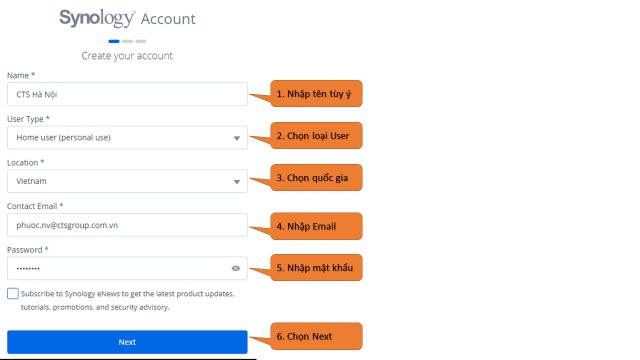 Synology® Account
Create your account
Name *
CTS Hà Nội
1. Nhập tên tùy ý
User Type *
Home user (personal use)
2. Chọn loại User
Location *
Vietnam
3. Chọn quốc gia
Contact Email *
phuoc.nv@ctsgroup.com.vn
4. Nhập Email
Password *
••••••••
5. Nhập mật khẩu
Subscribe to Synology eNews to get the latest product updates,
tutorials, promotions, and security advisory.
Next
6. Chọn Next